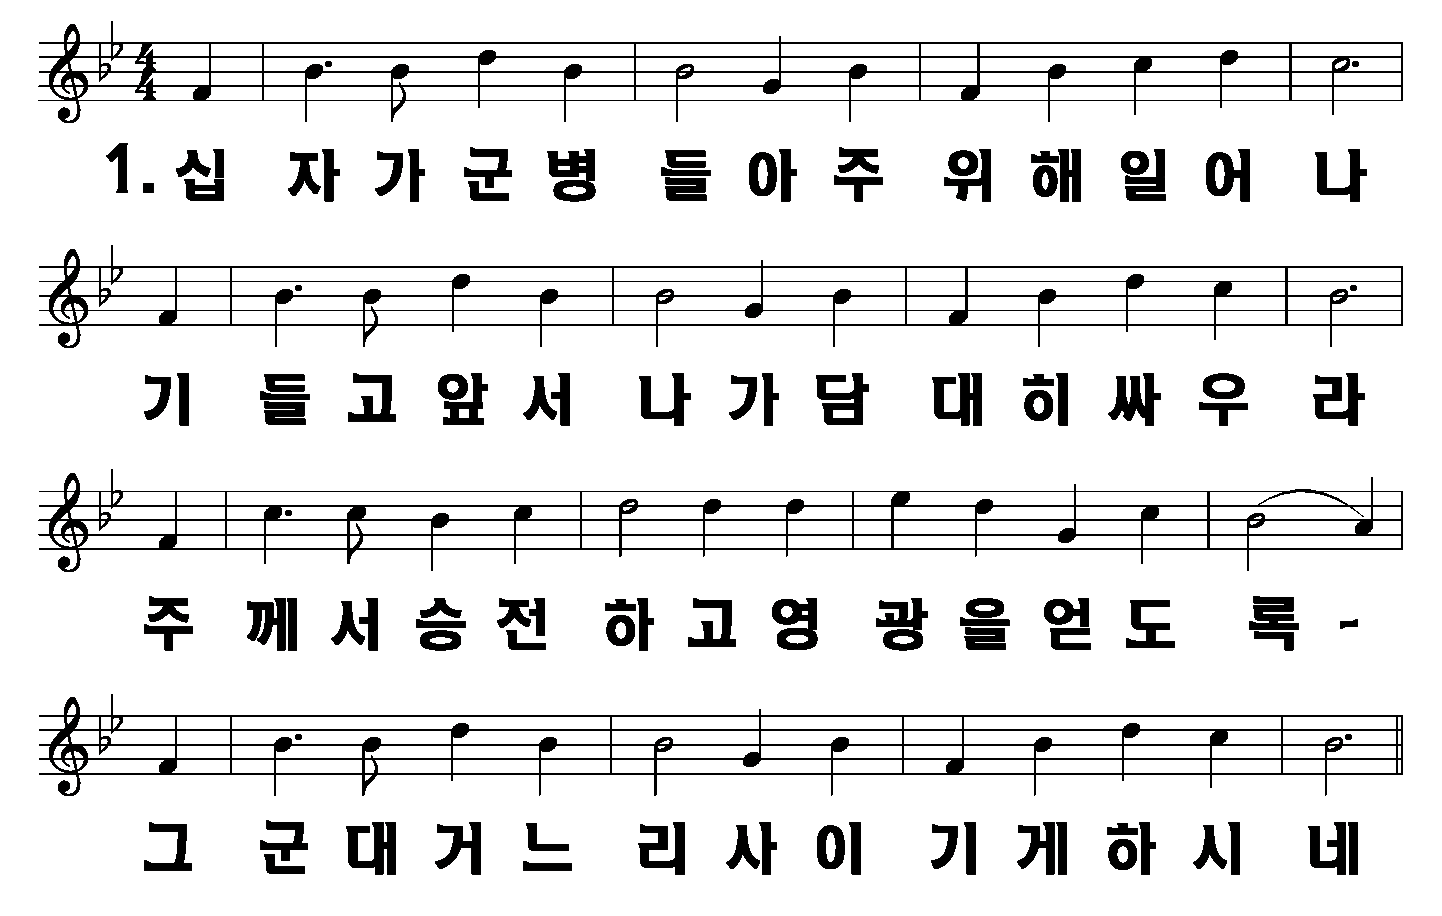 1. 십 자 가 군 병 들 아 주 위 해 일 어 나
기 들 고 앞 서 나 가 담 대 히 싸 우 라
주 께 서 승 전 하 고 영 광 을 얻 도 록 -
그 군 대 거 느 리 사 이 기 게 하 시 네